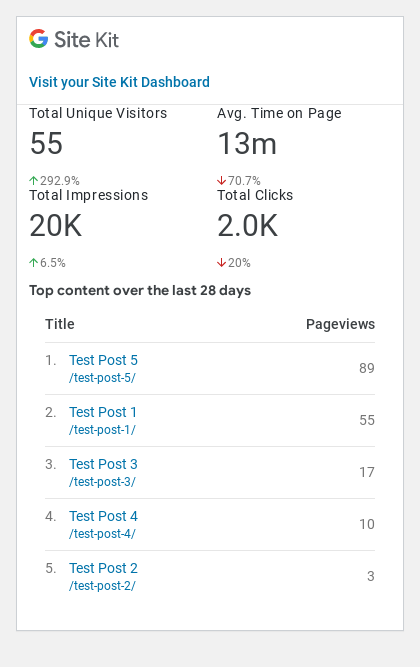 Site Kit
Visit your Site Kit Dashboard
Total Unique Visitors
55
292.9%
Avg. Time on Page
13m
70.7%
Total Impressions
20K
6.5%
Total Clicks
2.0K
20%
Top content over the last 28 days
Title Pageviews
1. Test Post 5 89
/test-post-5/
2. Test Post 1 55
/test-post-1/
3. Test Post 3 17
/test-post-3/
4. Test Post 4 10
/test-post-4/
5. Test Post 2 3
/test-post-2/